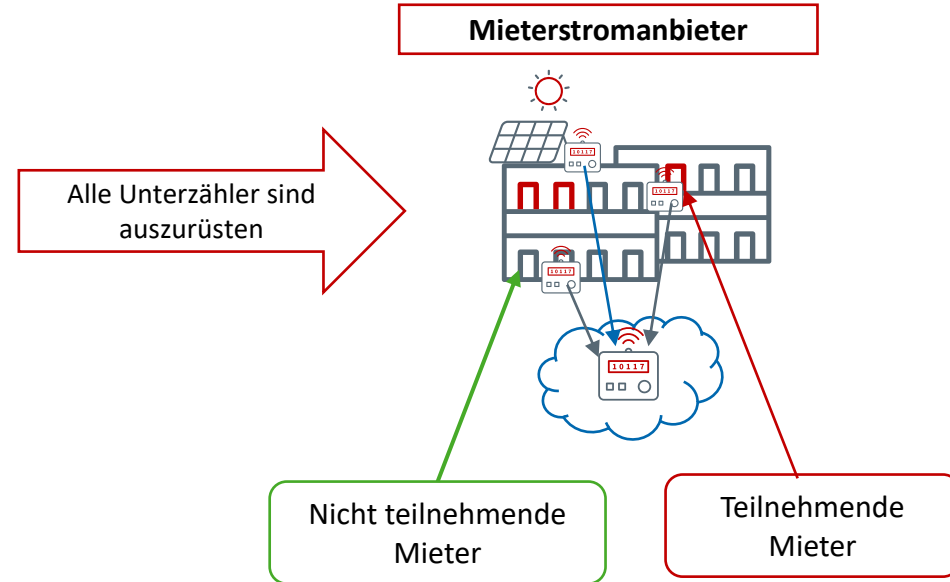 Mieterstromanbieter
Alle Unterzähler sind
auszurüsten
10117
10117
10117
10117
Nicht teilnehmende
Mieter
Teilnehmende
Mieter